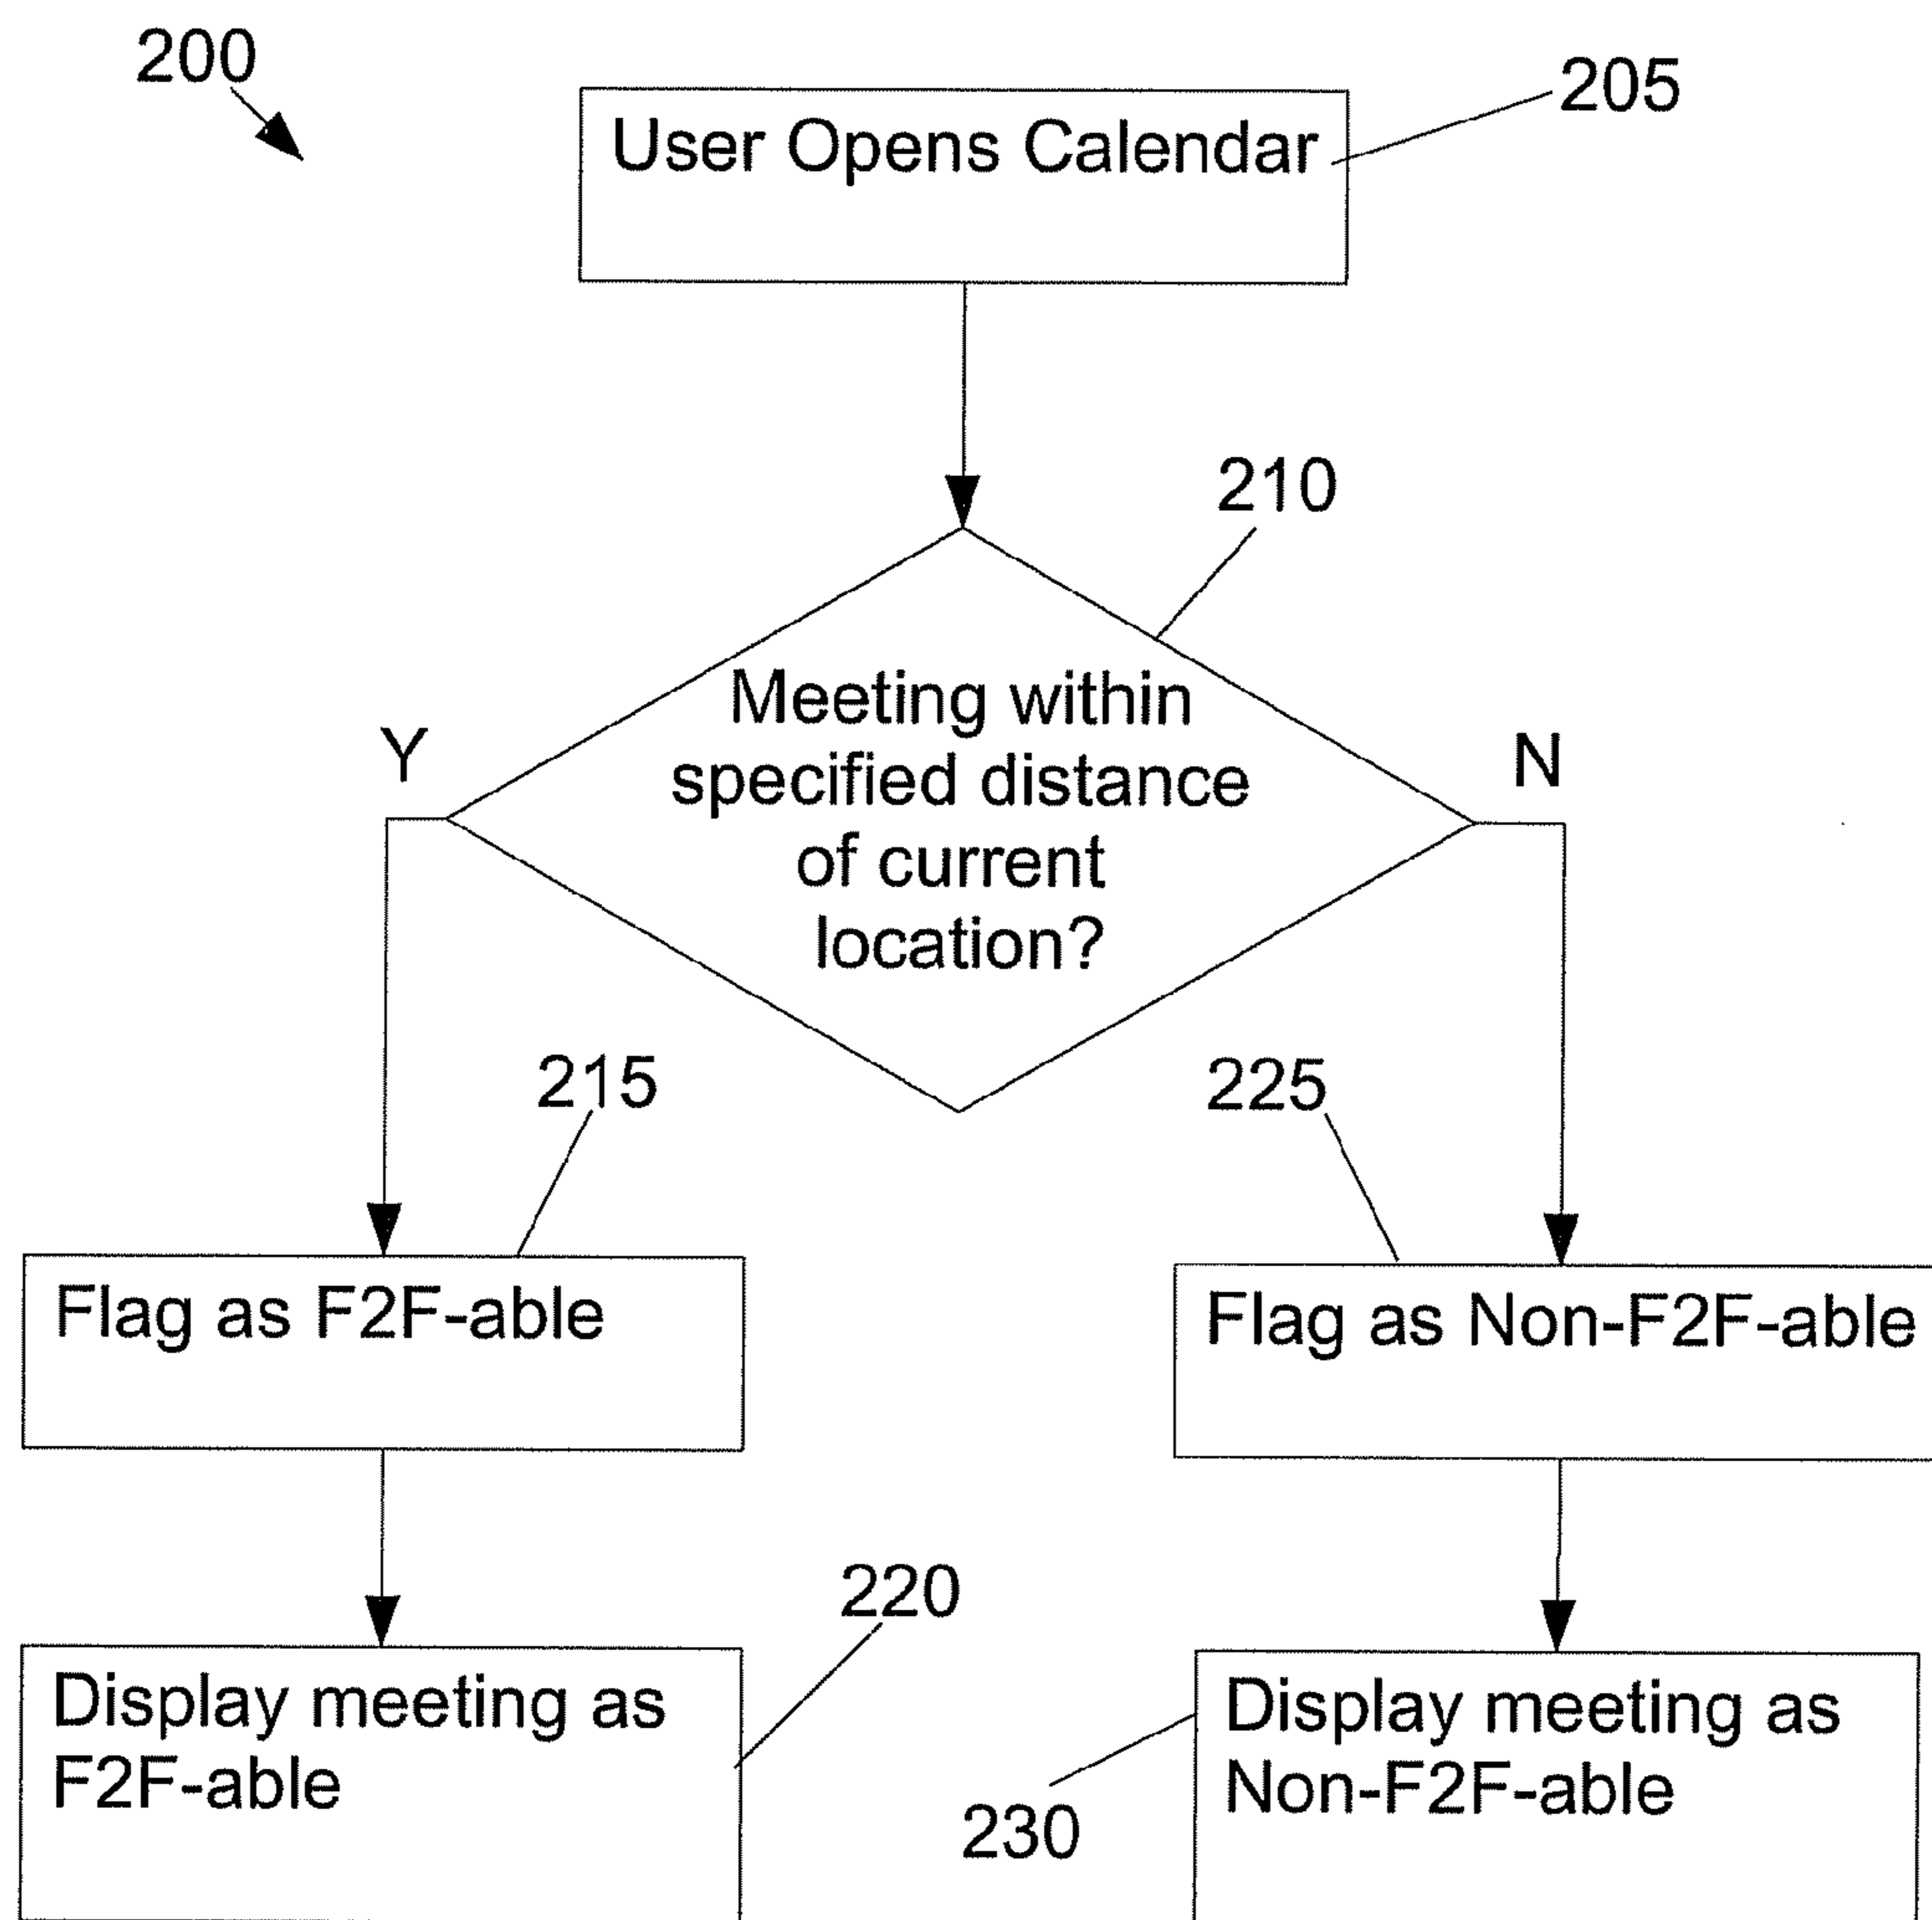 200
205
User Opens Calendar
210
Meeting within
specified distance
of current
location?
Y
N
215
225
Flag as F2F-able
Flag as Non-F2F-able
220
Display meeting as
F2F-able
230
Display meeting as
Non-F2F-able